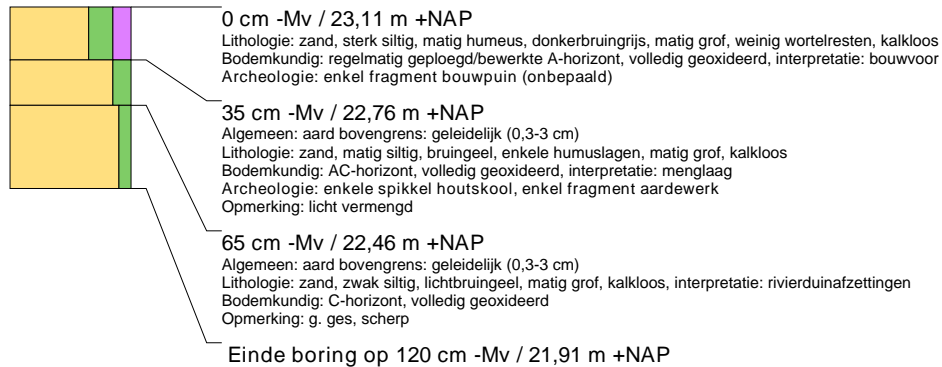 0 cm -Mv / 23,11 m +NAP
Lithologie: zand, sterk siltig, matig humeus, donkerbruingrijs, matig grof, weinig wortelresten, kalkloos
Bodemkundig: regelmatig geploegd/bewerkte A-horizont, volledig geoxideerd, interpretatie: bouwvoor
Archeologie: enkel fragment bouwpuin (onbepaald)
35 cm -Mv / 22,76 m +NAP
Algemeen: aard bovengrens: geleidelijk (0,3-3 cm)
Lithologie: zand, matig siltig, bruingeel, enkele humuslagen, matig grof, kalkloos
Bodemkundig: AC-horizont, volledig geoxideerd, interpretatie: menglaag
Archeologie: enkele spikkel houtskool, enkel fragment aardewerk
Opmerking: licht vermengd
65 cm -Mv / 22,46 m +NAP
Algemeen: aard bovengrens: geleidelijk (0,3-3 cm)
Lithologie: zand, zwak siltig, lichtbruingeel, matig grof, kalkloos, interpretatie: rivierduinafzettingen
Bodemkundig: C-horizont, volledig geoxideerd
Opmerking: g. ges, scherp
Einde boring op 120 cm -Mv / 21,91 m +NAP